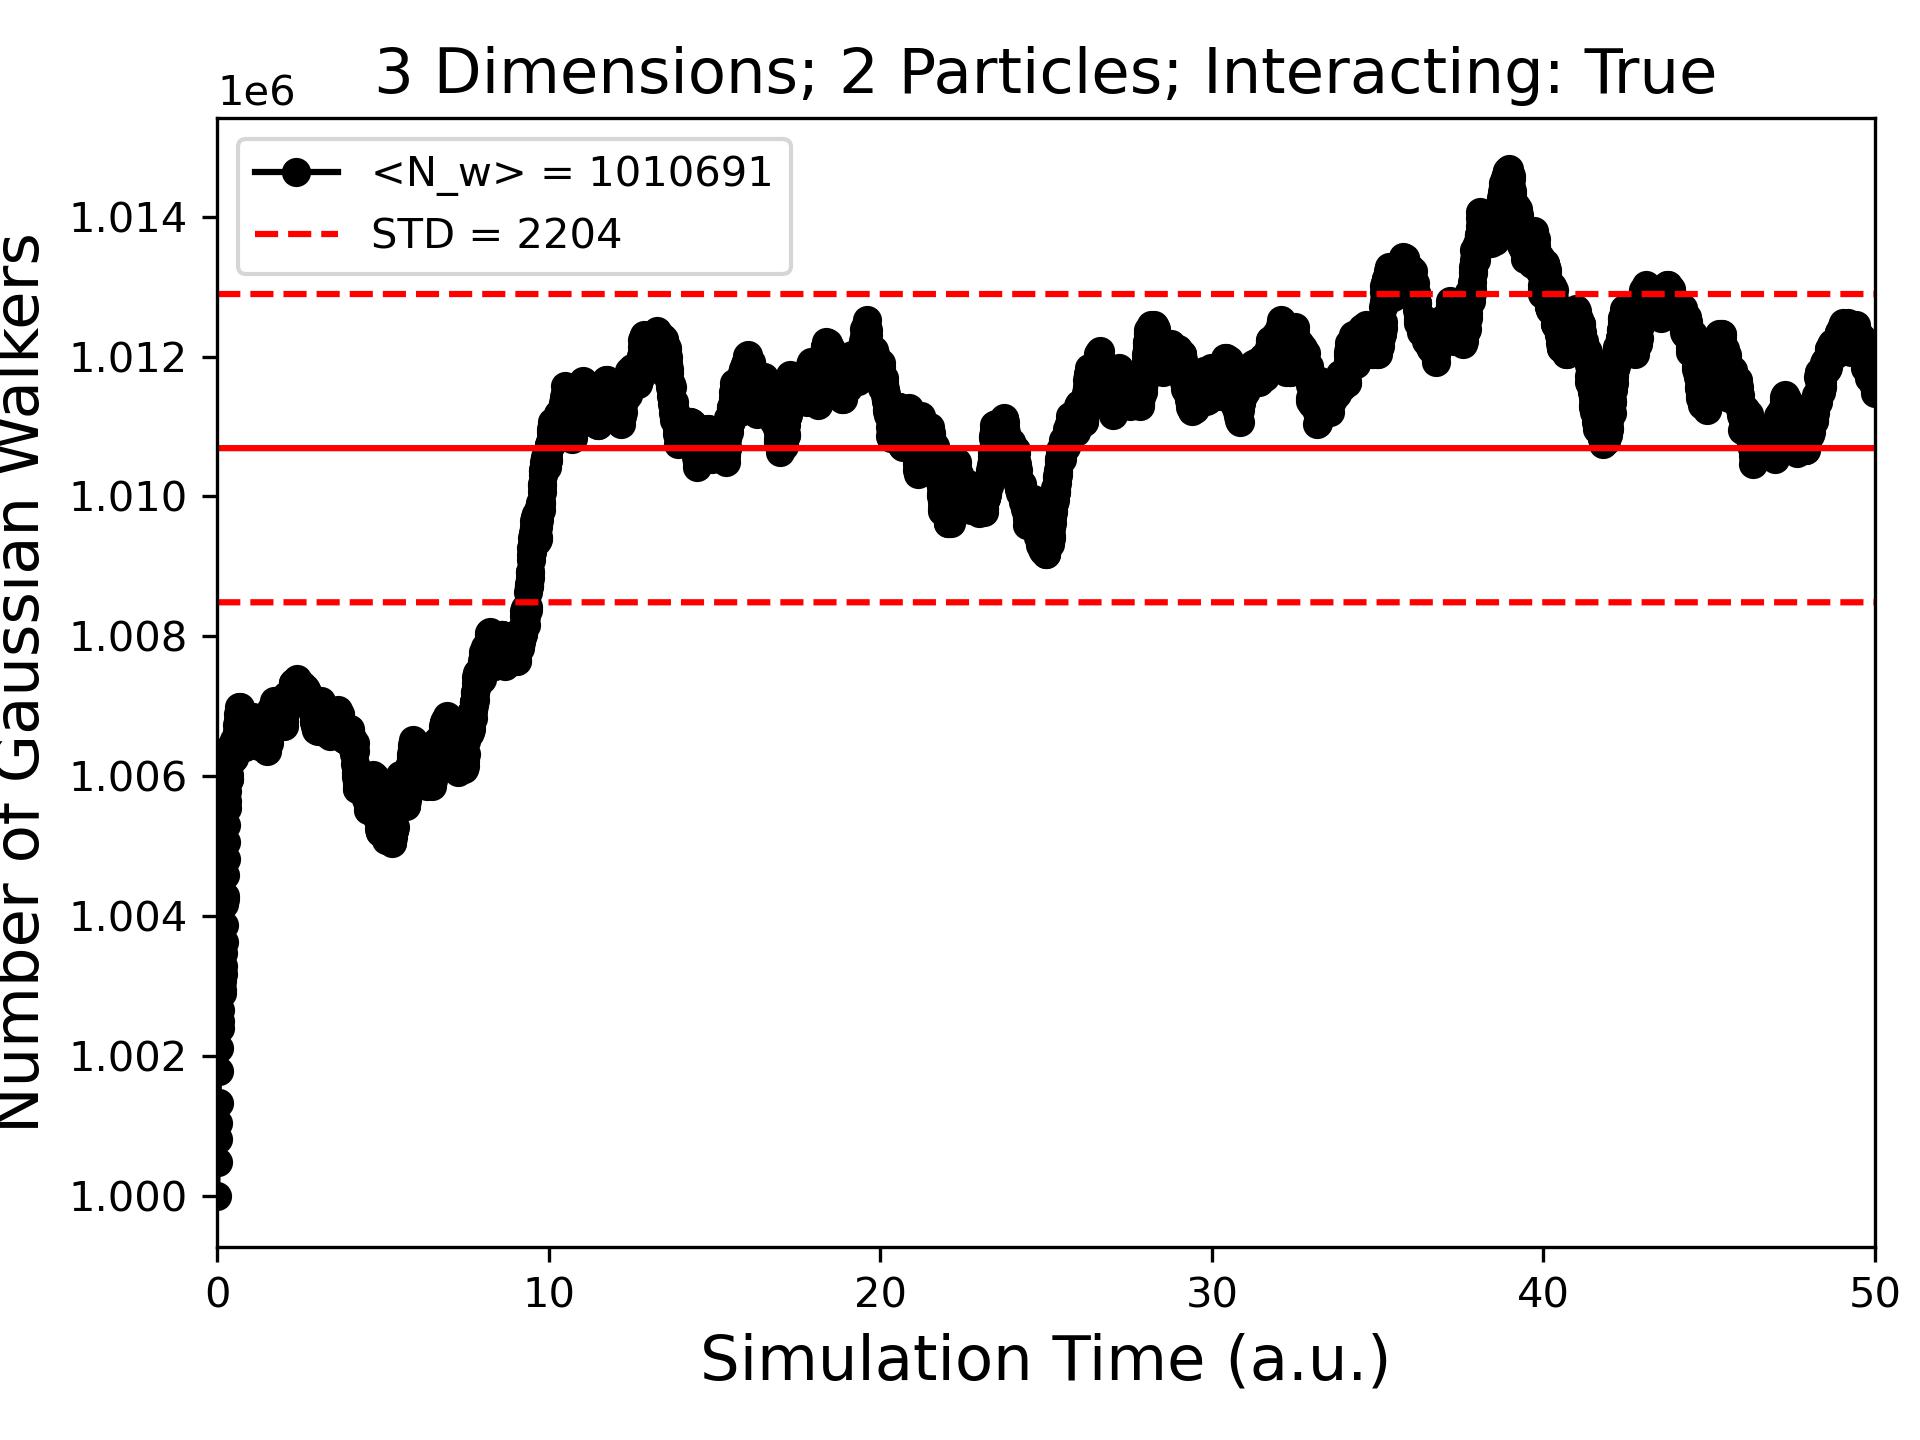 3 Dimensions; 2 Particles; Interacting: True
1e6
<N_w> = 1010691
STD = 2204
Number of Gaussian Walkers
1.014
1.012
1.010
1.008
1.006
1.004
1.002
1.000
0 10 20 30 40 50
Simulation Time (a.u.)